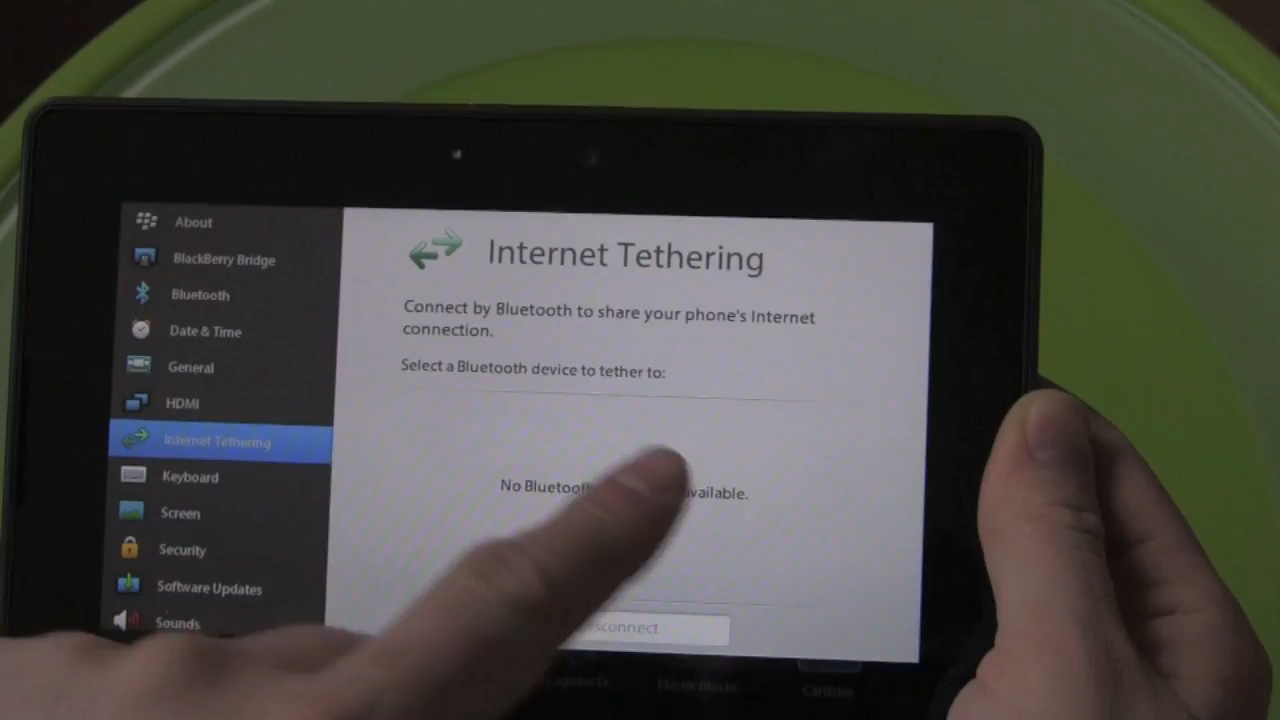 About
BlackBerry Bridge
Bluetooth
Date & Time
General
HDMI
Internet Tethering
Keyboard
Screen
Security
Software Updates
Sounds
Internet Tethering
Connect by Bluetooth to share your phone's Internet
connection.
Select a Bluetooth device to tether to:
No Bluetooth available.